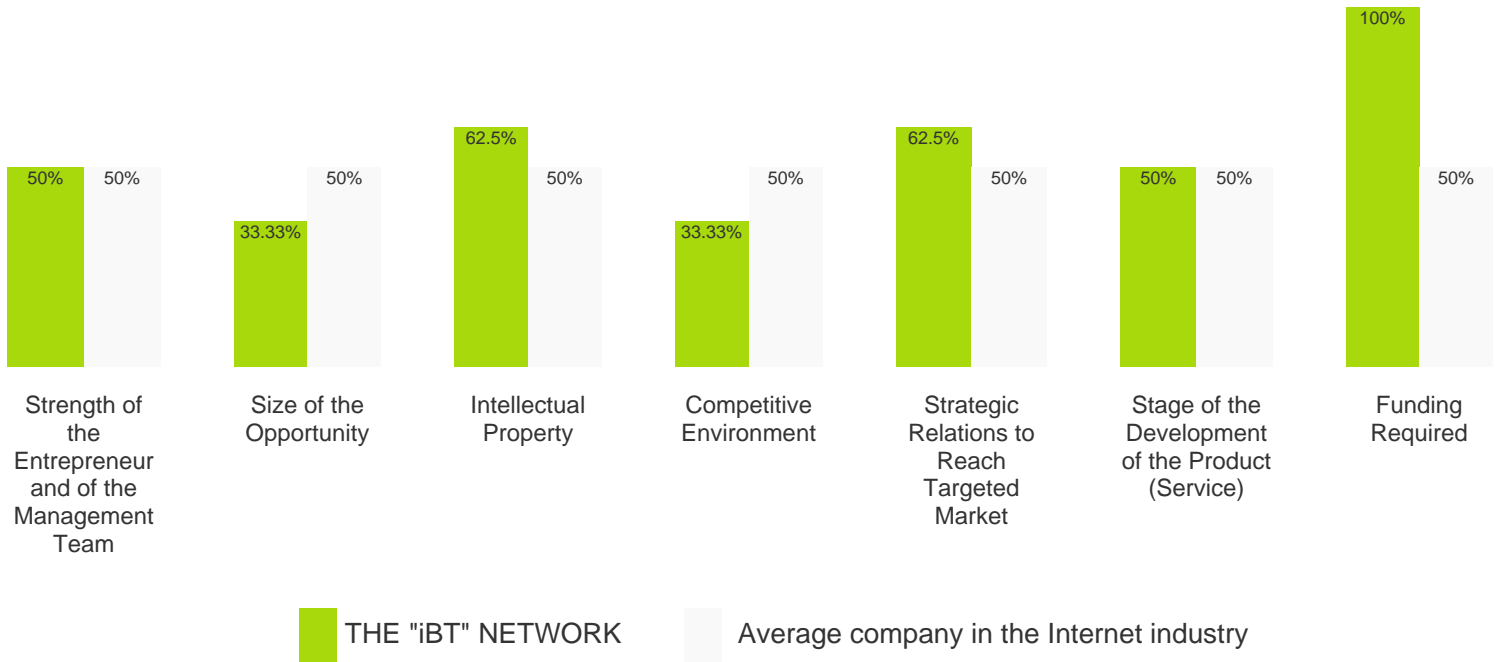 100%
62.5%
62.5%
50%
50%
50%
50%
50%
50%
50%
50%
50%
33.33%
33.33%
Strength of
the
Entrepreneur
and of the
Management
Team
Size of the
Opportunity
Intellectual
Property
Competitive
Environment
Strategic
Relations to
Reach
Targeted
Market
Stage of the
Development
of the Product
(Service)
Funding
Required
THE "iBT" NETWORK
Average company in the Internet industry